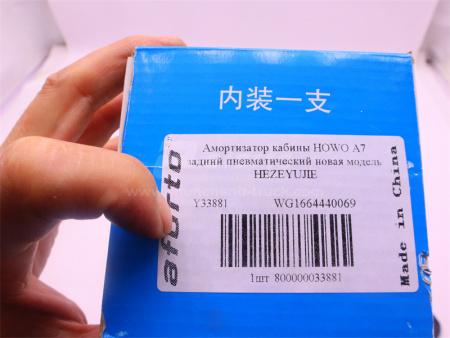 内装一支
Амортизатор кабины HOWO A7
задний пневматический новая модель
HEZEYUJIE
Y33881 WG1664440069
1шт 800000033881
aforto
Made in China